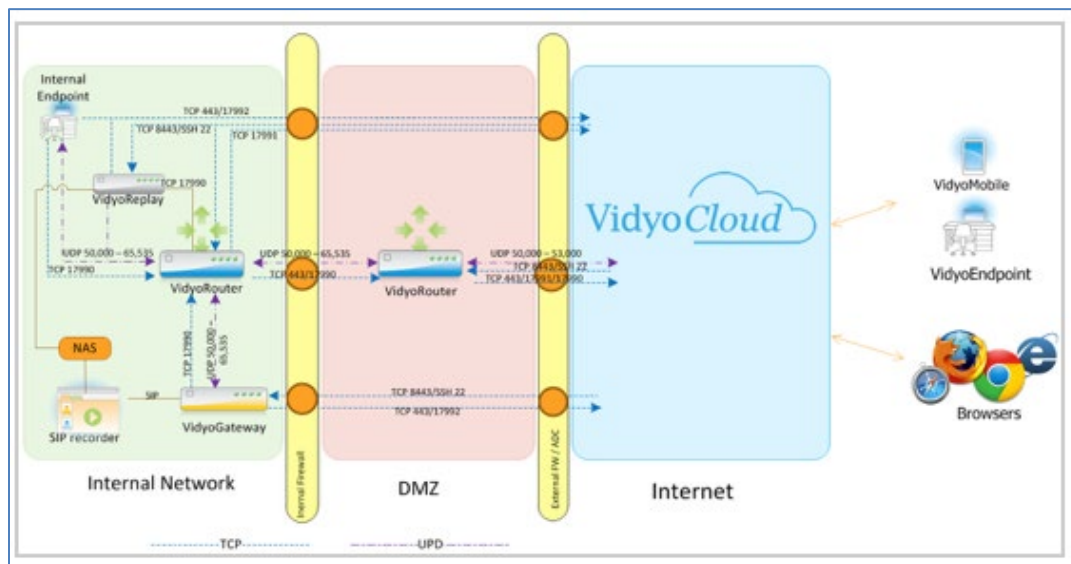 Internal
Endpoint
TCP 443/17992
TCP 8443/SSH 22
TCP 17991
TCP 17990
VidyoReplay
UDP 50,000 – 65,535
TCP 17990
VidyoRouter
UDP 50,000 – 65,535
TCP 443/17990
VidyoRouter
UDP 50,000 – 53,000
TCP 8443/SSH 22
TCP 443/17991/17990
VidyoCloud
VidyoMobile
VidyoEndpoint
Browsers
TCP 17990
UDP 50,000 –
65,535
NAS
SIP
SIP recorder
VidyoGateway
TCP 8443/SSH 22
TCP 443/17992
Internal Network
Inernal Firewall
DMZ
External FW / ADC
Internet
TCP
UPD